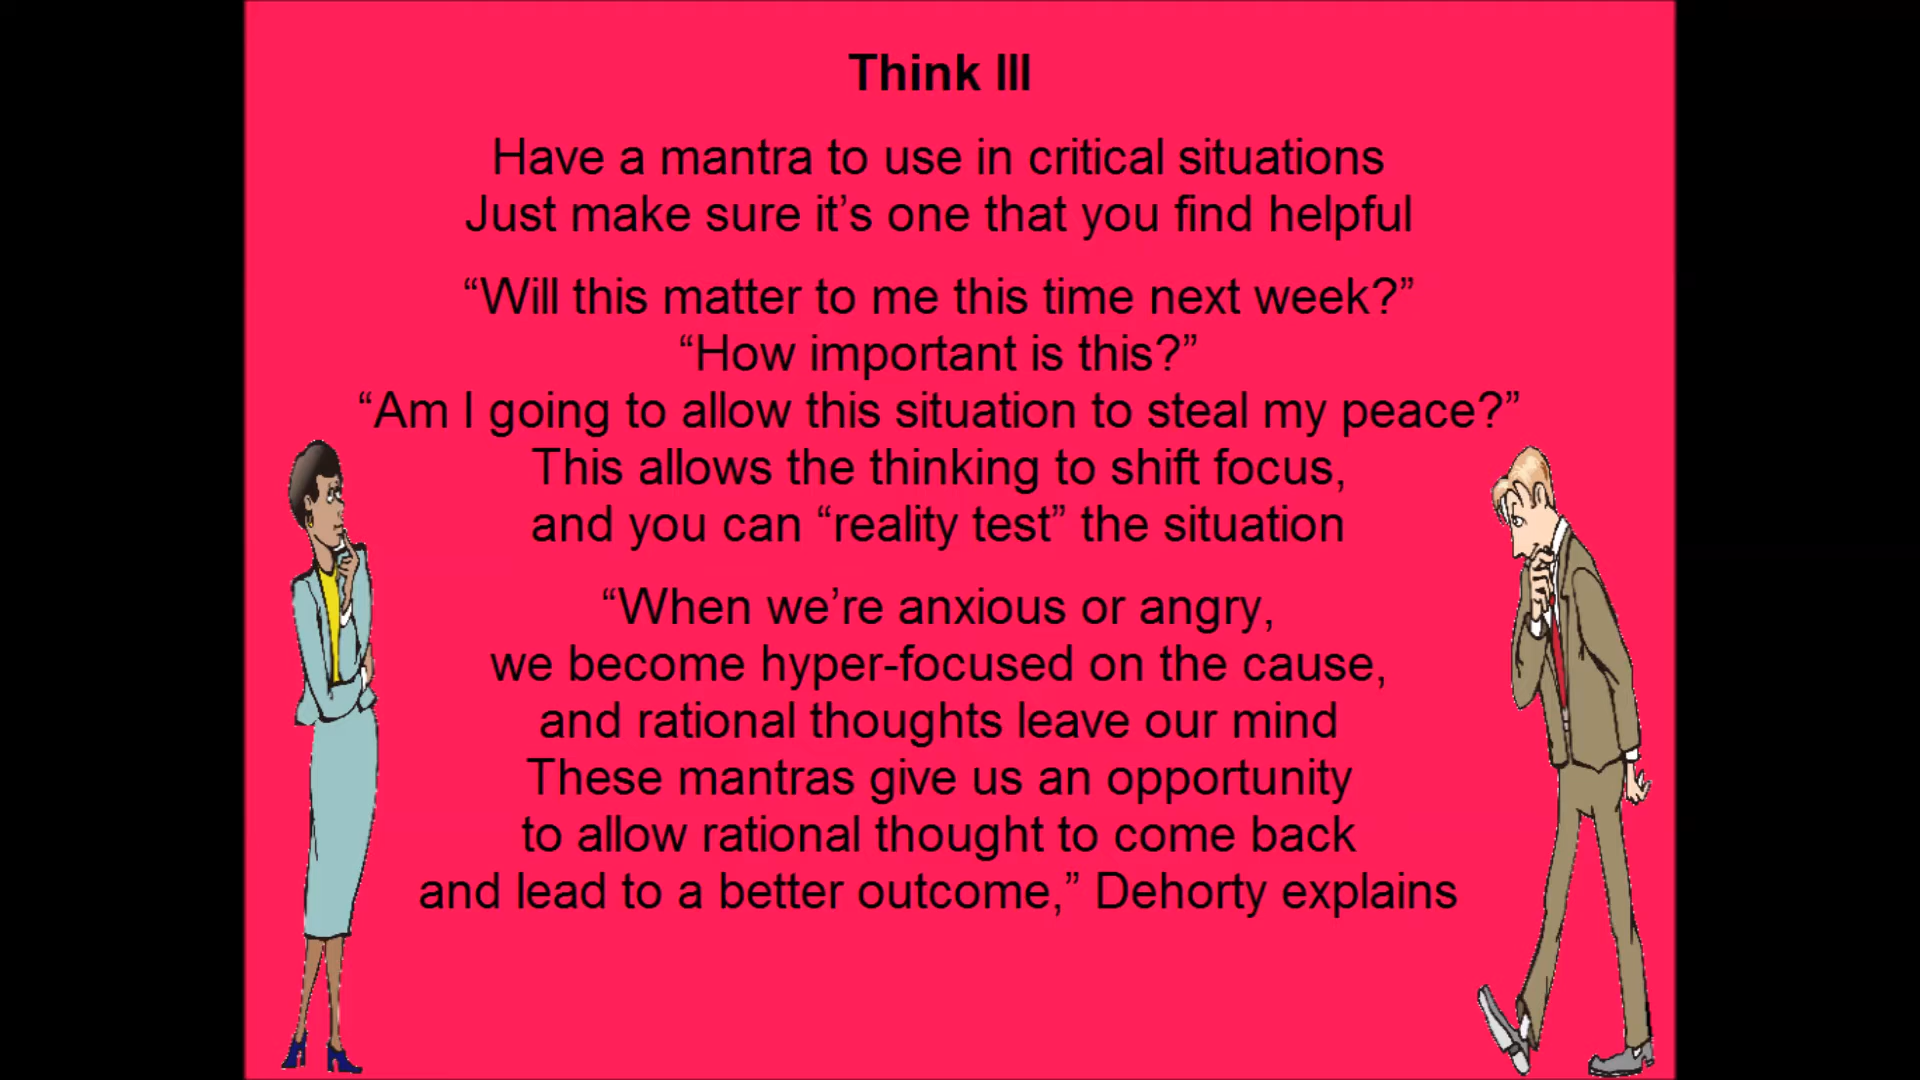 Think III
Have a mantra to use in critical situations
Just make sure it’s one that you find helpful
“Will this matter to me this time next week?”
“How important is this?”
“Am I going to allow this situation to steal my peace?”
This allows the thinking to shift focus,
and you can “reality test” the situation
“When we’re anxious or angry,
we become hyper-focused on the cause,
and rational thoughts leave our mind
These mantras give us an opportunity
to allow rational thought to come back
and lead to a better outcome,” Dehorty explains